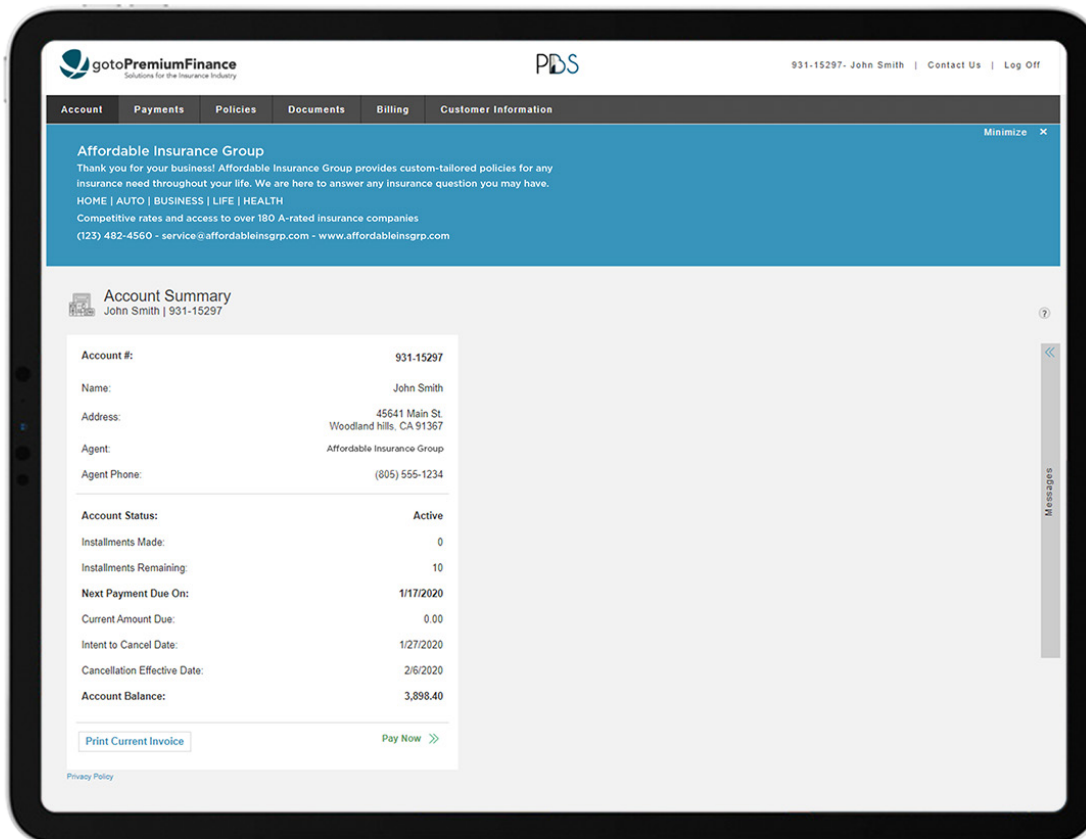 gotoPremiumFinance
Solutions for the Insurance Industry
PBS
931-15297- John Smith | Contact Us | Log Off
Account Payments Policies Documents Billing Customer Information
Minimize ×
Affordable Insurance Group
Thank you for your business! Affordable Insurance Group provides custom-tailored policies for any
insurance need throughout your life. We are here to answer any insurance question you may have.
HOME | AUTO | BUSINESS | LIFE | HEALTH
Competitive rates and access to over 180 A-rated insurance companies
(123) 482-4560 - service@affordableinsgrp.com - www.affordableinsgrp.com
Account Summary
John Smith | 931-15297
?
Account #: 931-15297
Name: John Smith
Address: 45641 Main St.
Woodland hills, CA 91367
Agent: Affordable Insurance Group
Agent Phone: (805) 555-1234
Account Status: Active
Installments Made: 0
Installments Remaining: 10
Next Payment Due On: 1/17/2020
Current Amount Due: 0.00
Intent to Cancel Date: 1/27/2020
Cancellation Effective Date: 2/6/2020
Account Balance: 3,898.40
Print Current Invoice Pay Now »
Privacy Policy
«
Messages